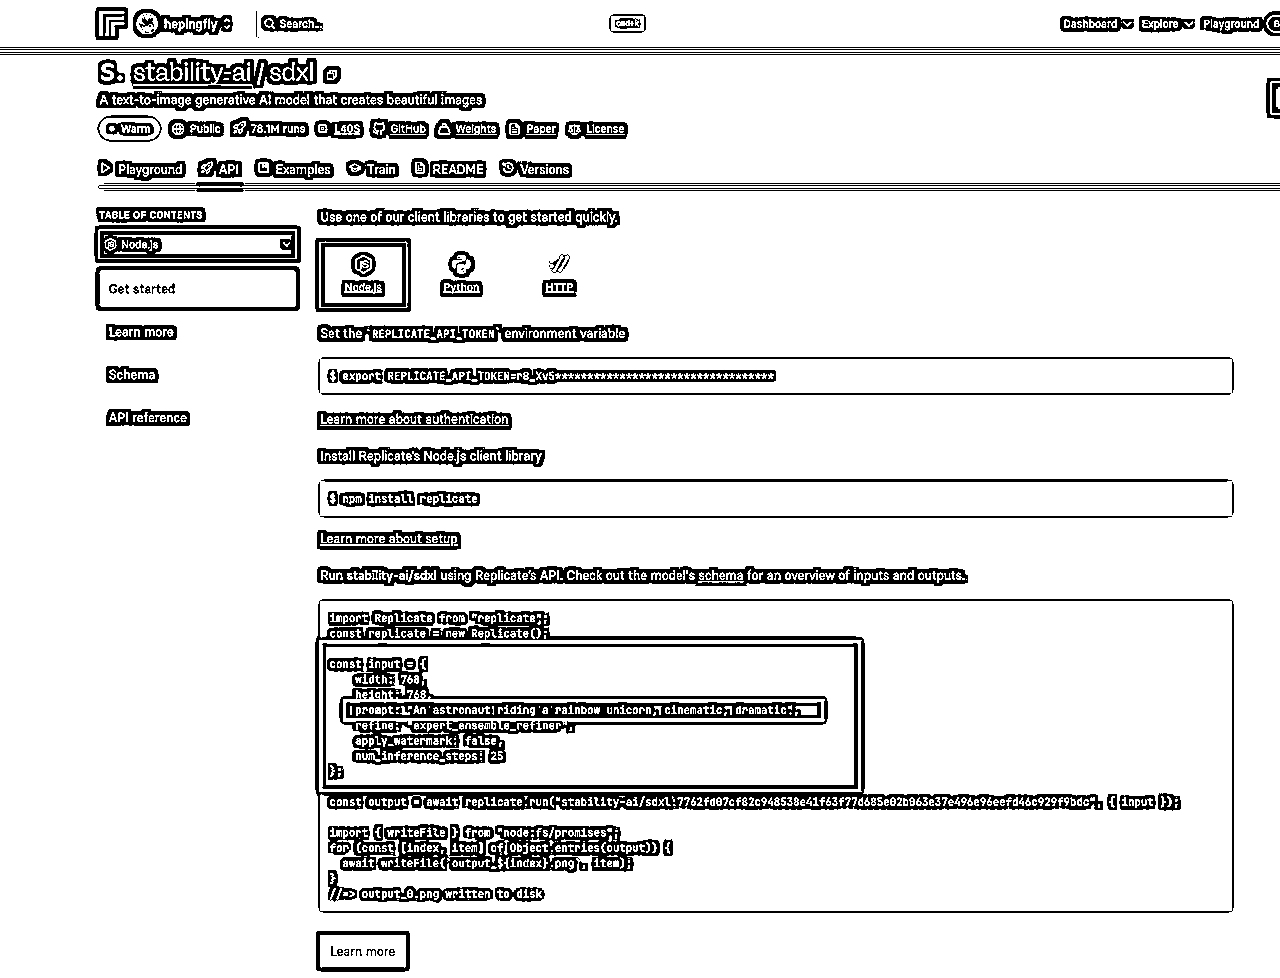 hepingfly Search... Dashboard Explore Playground
S. stability-ai/sdxl
A text-to-image generative AI model that creates beautiful images
Warm Public 78.1M runs L40S GitHub Weights Paper License
Playground API Examples Train README Versions
TABLE OF CONTENTS
Node.js
Get started
Learn more
Schema
API reference
Use one of our client libraries to get started quickly.
Node.js Python HTTP
Set the `REPLICATE_API_TOKEN` environment variable
$ export REPLICATE_API_TOKEN=r8_Xv5**********************************
Learn more about authentication
Install Replicate's Node.js client library
$ npm install replicate
Learn more about setup
Run stability-ai/sdxl using Replicate's API. Check out the model's schema for an overview of inputs and outputs.
import Replicate from "replicate";
const replicate = new Replicate();
const input = {
width: 768,
height: 768,
prompt: "An astronaut riding a rainbow unicorn, cinematic, dramatic",
refine: "expert_ensemble_refiner",
apply_watermark: false,
num_inference_steps: 25
};
const output = await replicate.run("stability-ai/sdxl:7762fd07cf82c948538e41f63f77d685e02b063e37e496e96eefd46c929f9bdc", { input });
import { writeFile } from "node:fs/promises";
for (const [index, item] of Object.entries(output)) {
await writeFile(`output_${index}.png`, item);
}
//=> output_0.png written to disk
Learn more